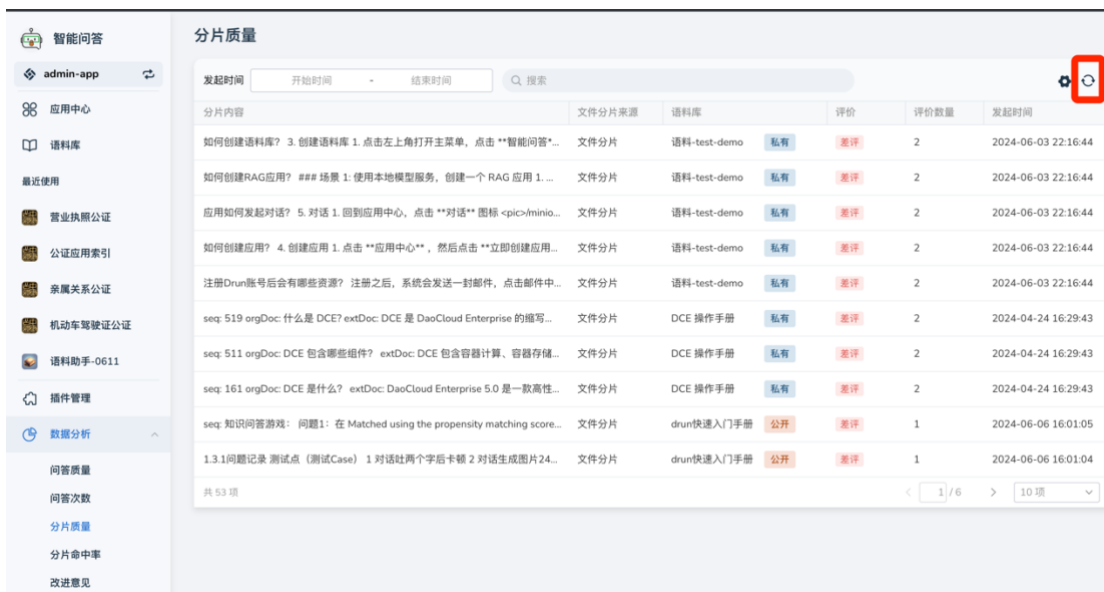 智能问答
admin-app
应用中心
语料库
最近使用
营业执照公证
公证应用索引
亲属关系公证
机动车驾驶证公证
语料助手-0611
插件管理
数据分析
问答质量
问答次数
分片质量
分片命中率
改进意见
分片质量
发起时间 开始时间 - 结束时间 搜索
分片内容 文件分片来源 语料库 评价 评价数量 发起时间
如何创建语料库? 3. 创建语料库 1. 点击左上角打开主菜单，点击 **智能问答*... 文件分片 语料-test-demo 私有 差评 2 2024-06-03 22:16:44
如何创建RAG应用? ### 场景 1: 使用本地模型服务，创建一个 RAG 应用 1. ... 文件分片 语料-test-demo 私有 差评 2 2024-06-03 22:16:44
应用如何发起对话? 5. 对话 1. 回到应用中心，点击 **对话** 图标 <pic>/minio... 文件分片 语料-test-demo 私有 差评 2 2024-06-03 22:16:44
如何创建应用? 4. 创建应用 1. 点击 **应用中心** ，然后点击 **立即创建应用... 文件分片 语料-test-demo 私有 差评 2 2024-06-03 22:16:44
注册Drun账号后会有哪些资源? 注册之后，系统会发送一封邮件，点击邮件中... 文件分片 语料-test-demo 私有 差评 2 2024-06-03 22:16:44
seq: 519 orgDoc: 什么是 DCE? extDoc: DCE 是 DaoCloud Enterprise 的缩写... 文件分片 DCE 操作手册 私有 差评 2 2024-04-24 16:29:43
seq: 511 orgDoc: DCE 包含哪些组件? extDoc: DCE 包含容器计算、容器存储... 文件分片 DCE 操作手册 私有 差评 2 2024-04-24 16:29:43
seq: 161 orgDoc: DCE 是什么? extDoc: DaoCloud Enterprise 5.0 是一款高性... 文件分片 DCE 操作手册 私有 差评 2 2024-04-24 16:29:43
seq: 知识问答游戏: 问题1: 在 Matched using the propensity matching score... 文件分片 drun快速入门手册 公开 差评 1 2024-06-06 16:01:05
1.3.1问题记录 测试点（测试Case） 1 对话吐两个字后卡顿 2 对话生成图片24... 文件分片 drun快速入门手册 公开 差评 1 2024-06-06 16:01:04
共 53 项 1 / 6 10 项